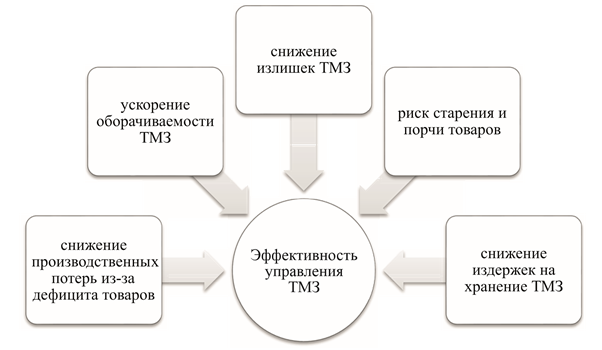 снижение
излишек ТМЗ
ускорение
оборачиваемости
ТМЗ
риск старения и
порчи товаров
снижение
производственных
потерь из-за
дефицита товаров
Эффективность
управления
ТМЗ
снижение
издержек на
хранение ТМЗ